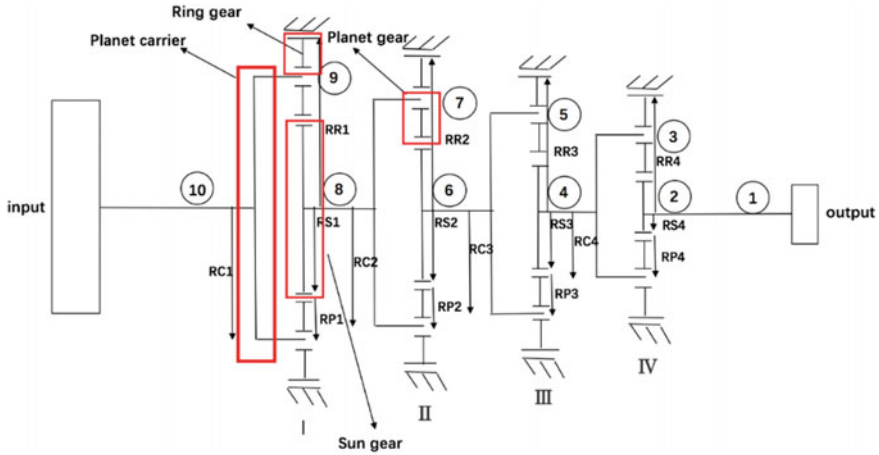 Ring gear
Planet carrier
Planet gear
9
7
5
3
RR1
RR2
RR3
RR4
10
8
6
4
2
1
input
output
RS1
RS2
RS3
RS4
RC1
RC2
RC3
RC4
RP1
RP2
RP3
RP4
I
II
III
IV
Sun gear